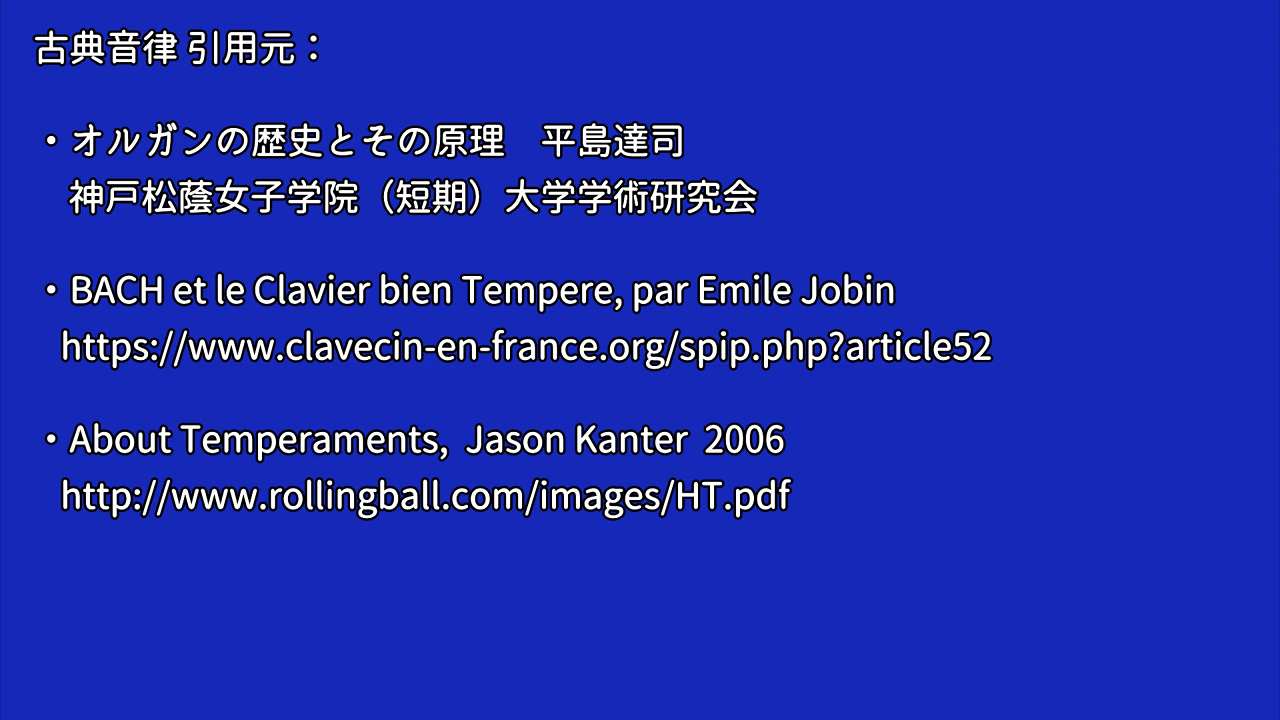 古典音律 引用元：
・オルガンの歴史とその原理　平島達司
神戸松蔭女子学院（短期）大学学術研究会
・BACH et le Clavier bien Tempere, par Emile Jobin
https://www.clavecin-en-france.org/spip.php?article52
・About Temperaments,  Jason Kanter  2006
http://www.rollingball.com/images/HT.pdf